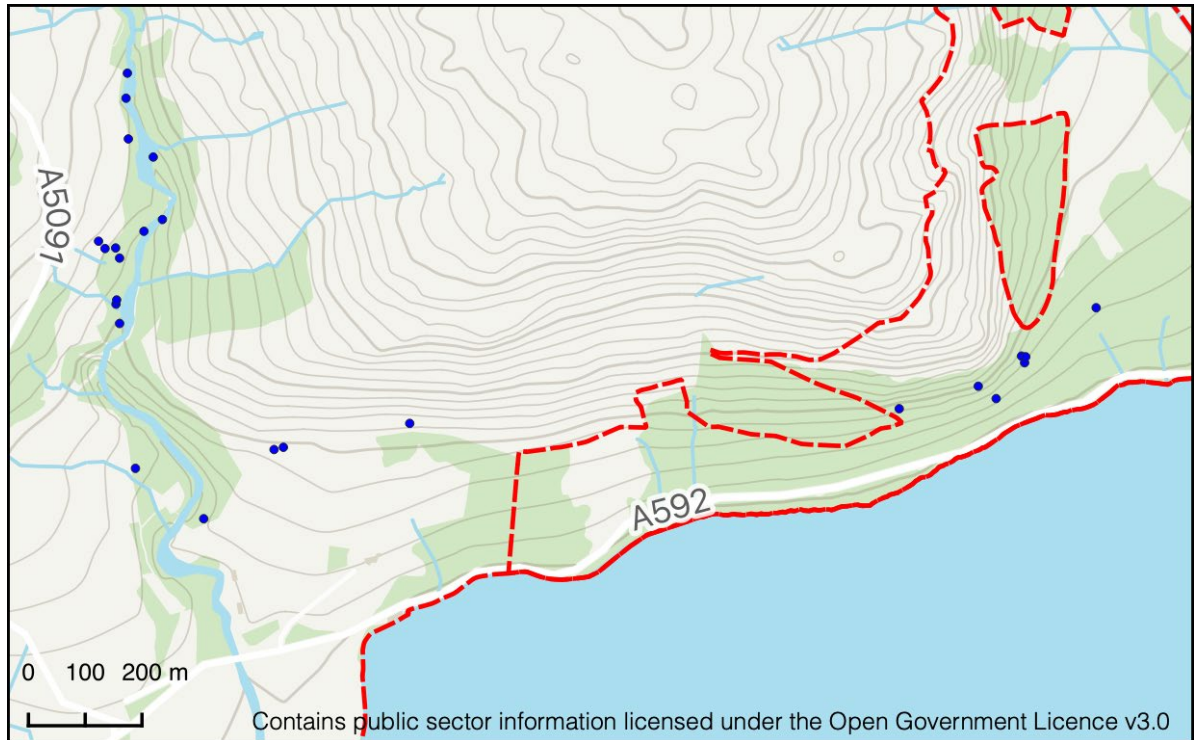 A5091
A592
0 100 200 m
Contains public sector information licensed under the Open Government Licence v3.0